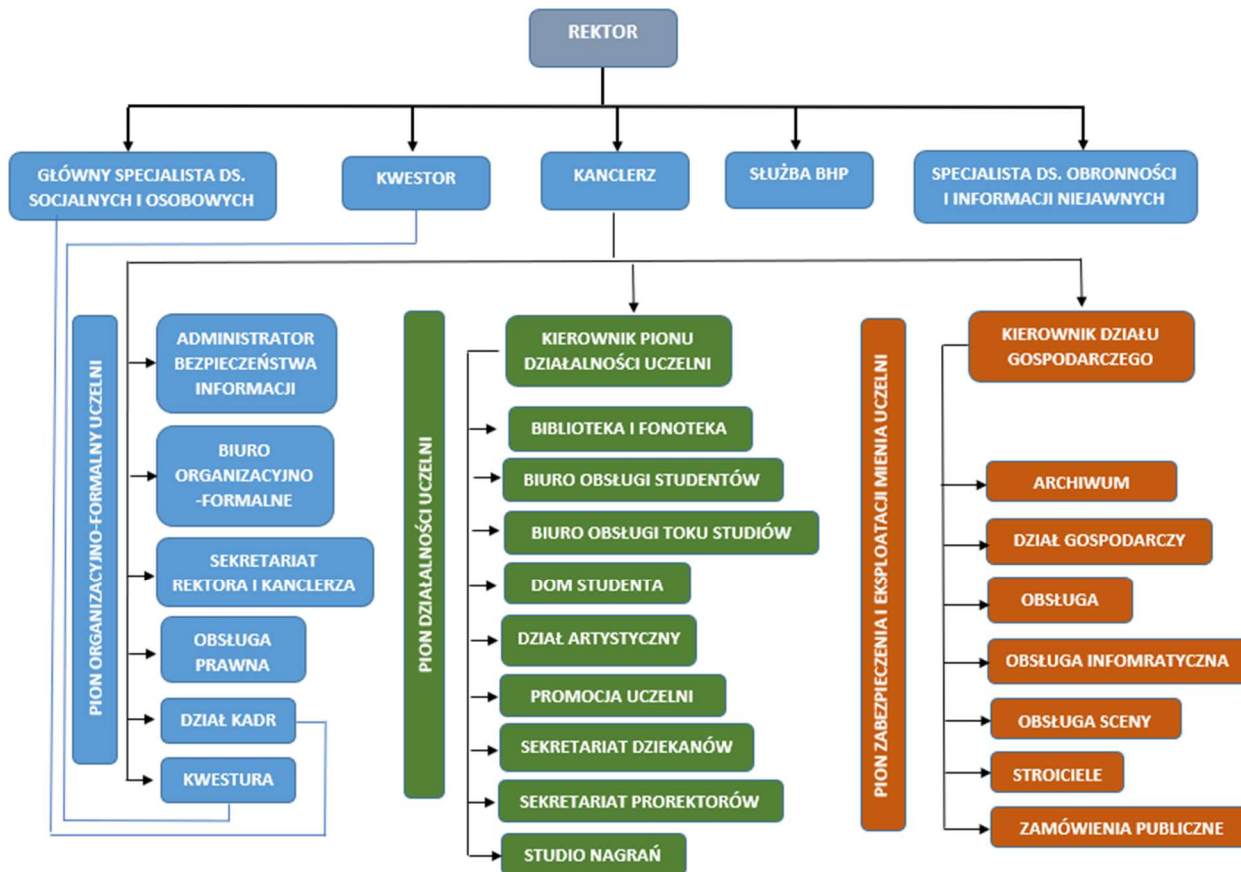 REKTOR
GŁÓWNY SPECJALISTA DS.
SOCJALNYCH I OSOBOWYCH
KWESTOR
KANCLERZ
SŁUŻBA BHP
SPECJALISTA DS. OBRONNOŚCI
I INFORMACJI NIEJAWNYCH
PION ORGANIZACYJNO-FORMALNY UCZELNI
ADMINISTRATOR
BEZPIECZEŃSTWA
INFORMACJI
BIURO
ORGANIZACYJNO
-FORMALNE
SEKRETARIAT
REKTORA I KANCLERZA
OBSŁUGA
PRAWNA
DZIAŁ KADR
KWESTURA
PION DZIAŁALNOŚCI UCZELNI
KIEROWNIK PIONU
DZIAŁALNOŚCI UCZELNI
BIBLIOTEKA I FONOTEKA
BIURO OBSŁUGI STUDENTÓW
BIURO OBSŁUGI TOKU STUDIÓW
DOM STUDENTA
DZIAŁ ARTYSTYCZNY
PROMOCJA UCZELNI
SEKRETARIAT DZIEKANÓW
SEKRETARIAT PROREKTORÓW
STUDIO NAGRAŃ
PION ZABEZPIECZENIA I EKSPLOATACJI MIENIA UCZELNI
KIEROWNIK DZIAŁU
GOSPODARCZEGO
ARCHIWUM
DZIAŁ GOSPODARCZY
OBSŁUGA
OBSŁUGA INFOMRATYCZNA
OBSŁUGA SCENY
STROICIELE
ZAMÓWIENIA PUBLICZNE